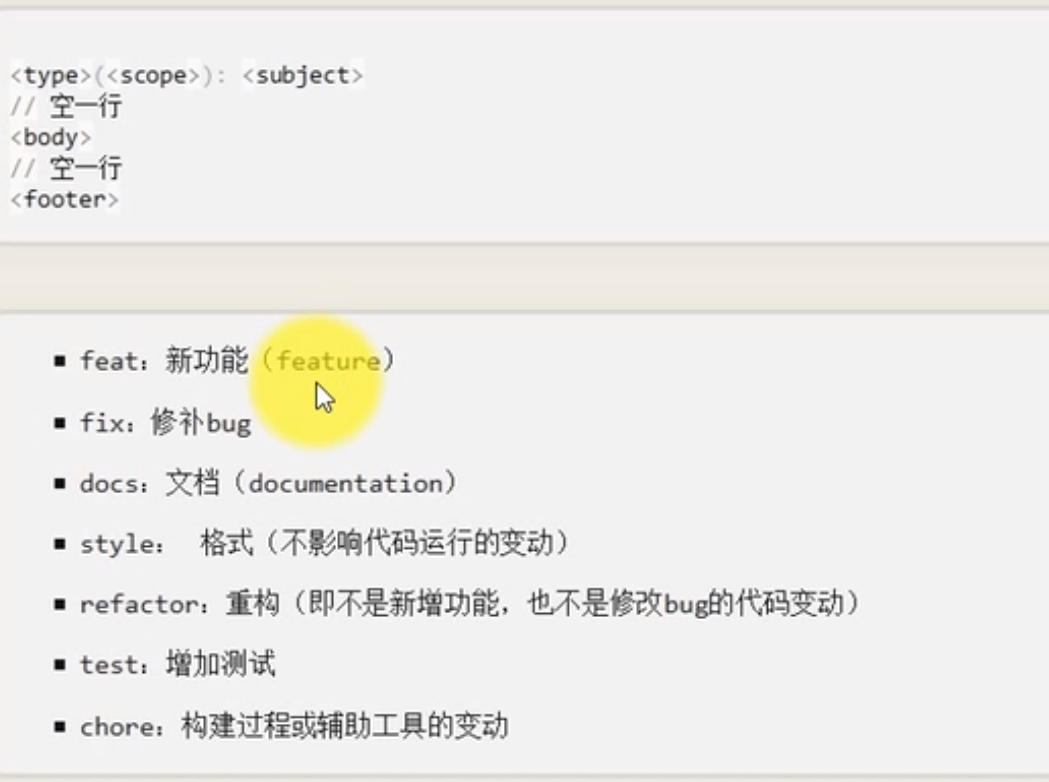 <type>(<scope>): <subject>
// 空一行
<body>
// 空一行
<footer>
▪ feat：新功能（feature）
▪ fix：修补bug
▪ docs：文档（documentation）
▪ style： 格式（不影响代码运行的变动）
▪ refactor：重构（即不是新增功能，也不是修改bug的代码变动）
▪ test：增加测试
▪ chore：构建过程或辅助工具的变动